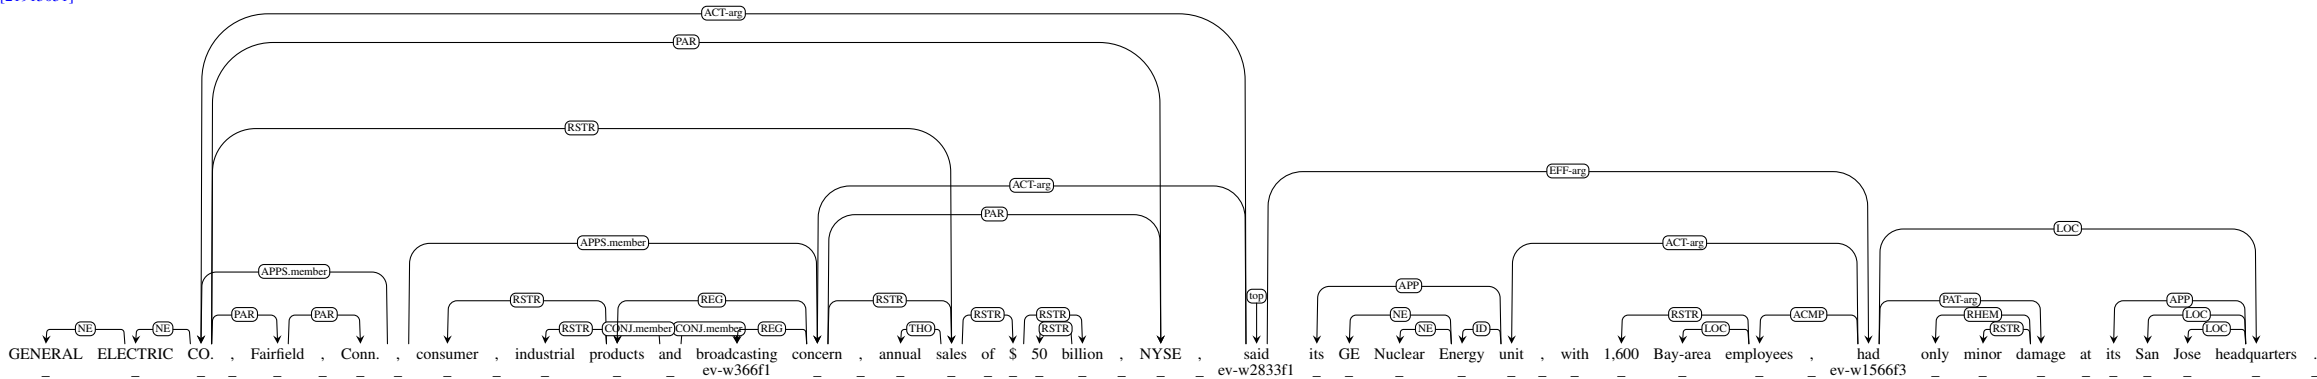 ACT-arg
PAR
RSTR
EFF-arg
ACT-arg
PAR
LOC
APPS.member ACT-arg
APPS.member
APP
top
RSTR REG RSTR PAT-arg APP
PAR PAR RSTR RSTR NE RSTR ACMP RHEM LOC
NE NE RSTR CONJ.member CONJ.member REG THO RSTR NE ID LOC RSTR LOC
GENERAL ELECTRIC CO. , Fairfield , Conn. , consumer , industrial products and broadcasting concern , annual sales of $ 50 billion , NYSE , said its GE Nuclear Energy unit , with 1,600 Bay-area employees , had only minor damage at its San Jose headquarters .
ev-w366f1 ev-w2833f1 ev-w1566f3